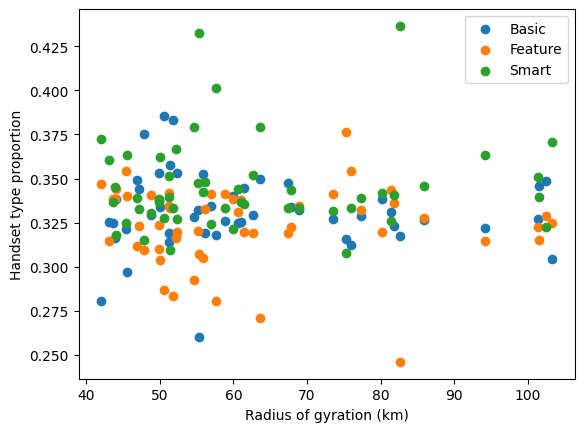 0.425
0.400
0.375
0.350
0.325
0.300
0.275
0.250
Handset type proportion
40 50 60 70 80 90 100
Radius of gyration (km)
Basic
Feature
Smart